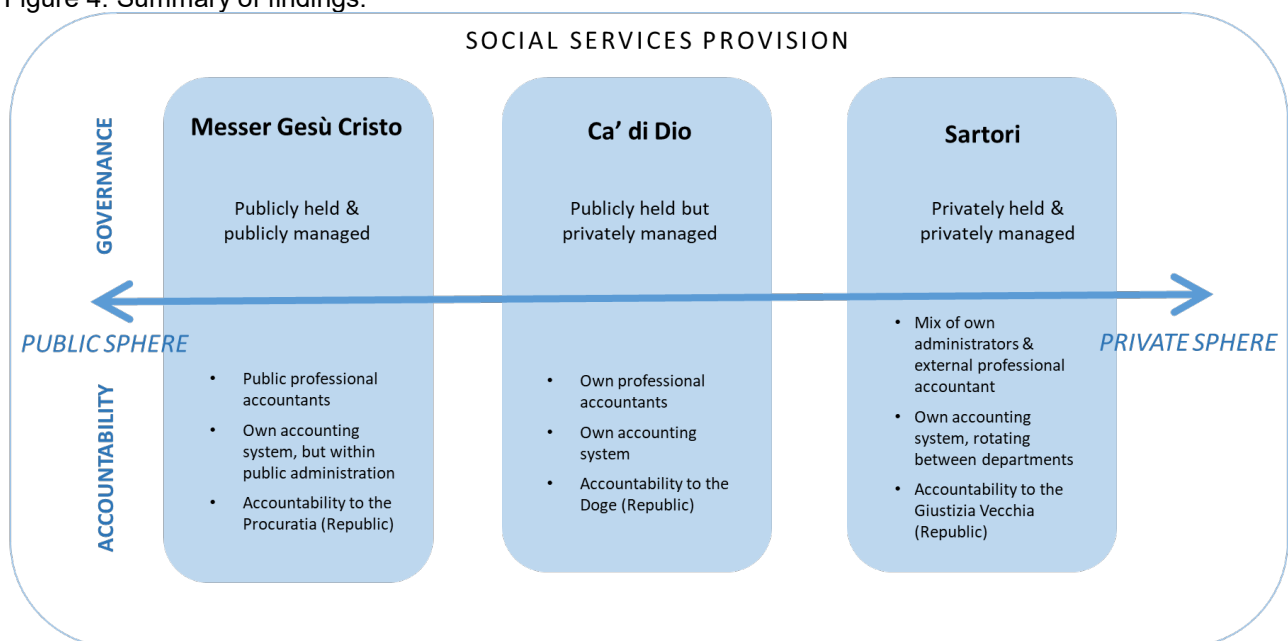 Figure 4: Summary of findings.
SOCIAL SERVICES PROVISION
GOVERNANCE
Messer Gesù Cristo
Publicly held &
publicly managed
Ca’ di Dio
Publicly held but
privately managed
Sartori
Privately held &
privately managed
PUBLIC SPHERE
PRIVATE SPHERE
ACCOUNTABILITY
• Public professional
accountants
• Own accounting
system, but within
public administration
• Accountability to the
Procuratia (Republic)
• Own professional
accountants
• Own accounting
system
• Accountability to the
Doge (Republic)
• Mix of own
administrators &
external professional
accountant
• Own accounting
system, rotating
between departments
• Accountability to the
Giustizia Vecchia
(Republic)